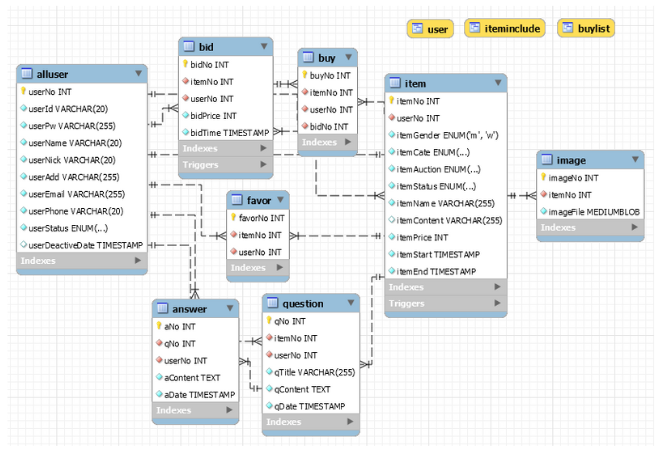 user
iteminclude
buylist
alluser
userNo INT
userId VARCHAR(20)
userPw VARCHAR(255)
userName VARCHAR(20)
userNick VARCHAR(20)
userAdd VARCHAR(255)
userEmail VARCHAR(255)
userPhone VARCHAR(20)
userStatus ENUM(...)
userDeactiveDate TIMESTAMP
Indexes
bid
bidNo INT
itemNo INT
userNo INT
bidPrice INT
bidTime TIMESTAMP
Indexes
Triggers
buy
buyNo INT
itemNo INT
userNo INT
bidNo INT
Indexes
item
itemNo INT
userNo INT
itemGender ENUM('m', 'w')
itemCate ENUM(...)
itemAuction ENUM(...)
itemStatus ENUM(...)
itemName VARCHAR(255)
itemContent VARCHAR(255)
itemPrice INT
itemStart TIMESTAMP
itemEnd TIMESTAMP
Indexes
Triggers
image
imageNo INT
itemNo INT
imageFile MEDIUMBLOB
Indexes
favor
favorNo INT
itemNo INT
userNo INT
Indexes
answer
aNo INT
qNo INT
userNo INT
aContent TEXT
aDate TIMESTAMP
Indexes
question
qNo INT
itemNo INT
userNo INT
qTitle VARCHAR(255)
qContent TEXT
qDate TIMESTAMP
Indexes